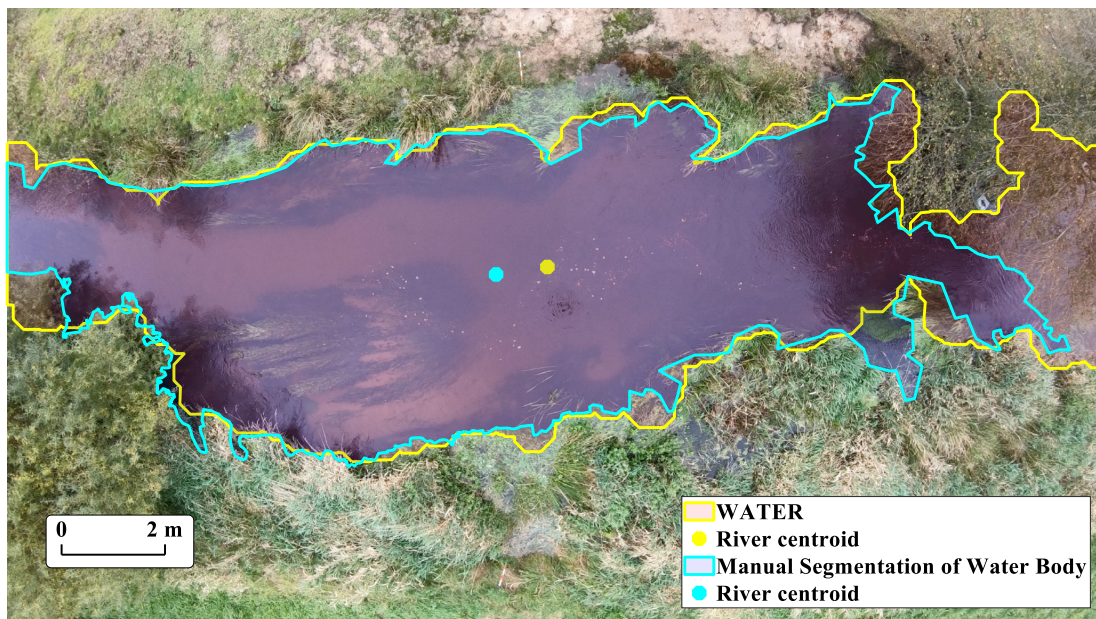 0 2 m
WATER
River centroid
Manual Segmentation of Water Body
River centroid